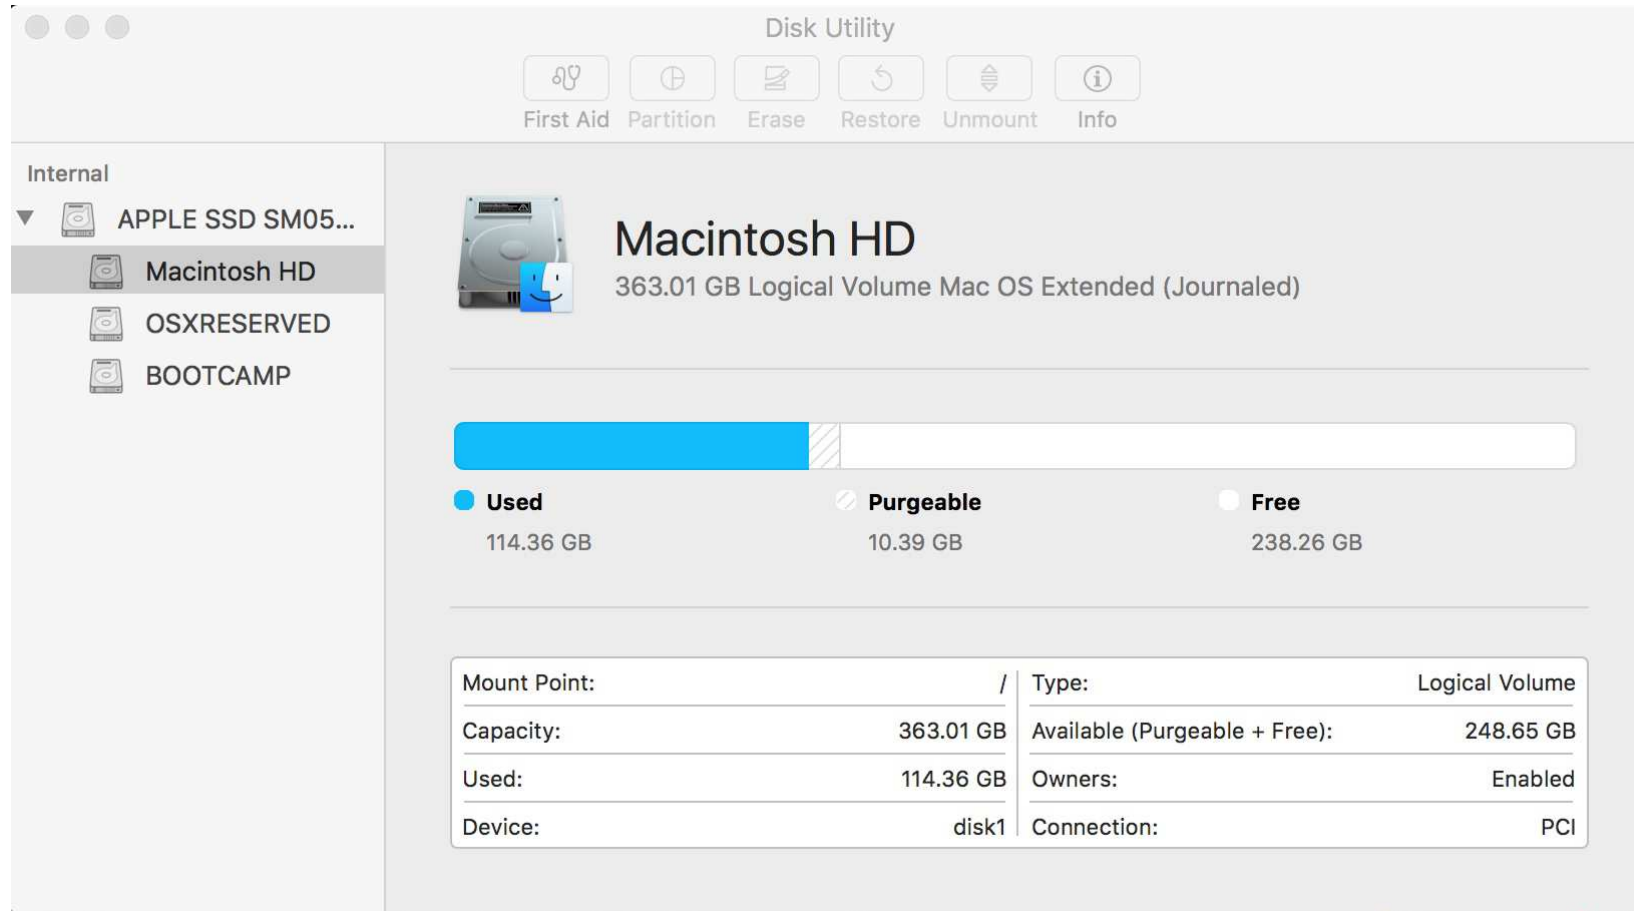 Disk Utility
First Aid Partition Erase Restore Unmount Info
Internal
APPLE SSD SM05...
Macintosh HD
OSXRESERVED
BOOTCAMP
Macintosh HD
363.01 GB Logical Volume Mac OS Extended (Journaled)
Used Purgeable Free
114.36 GB 10.39 GB 238.26 GB
Mount Point: / Type: Logical Volume
Capacity: 363.01 GB Available (Purgeable + Free): 248.65 GB
Used: 114.36 GB Owners: Enabled
Device: disk1 Connection: PCI